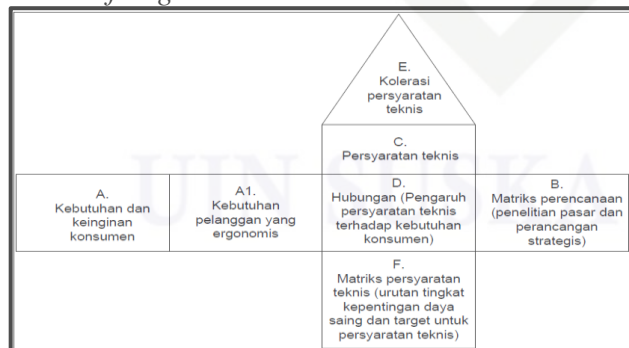 E.
Kolerasi
persyaratan
teknis
C.
Persyaratan teknis
A.
Kebutuhan dan
keinginan
konsumen
A1.
Kebutuhan
pelanggan yang
ergonomis
D.
Hubungan (Pengaruh
persyaratan teknis
terhadap kebutuhan
konsumen)
B.
Matriks perencanaan
(penelitian pasar dan
perancangan
strategis)
F.
Matriks persyaratan
teknis (urutan tingkat
kepentingan daya
saing dan target untuk
persyaratan teknis)
UIN SUSKA